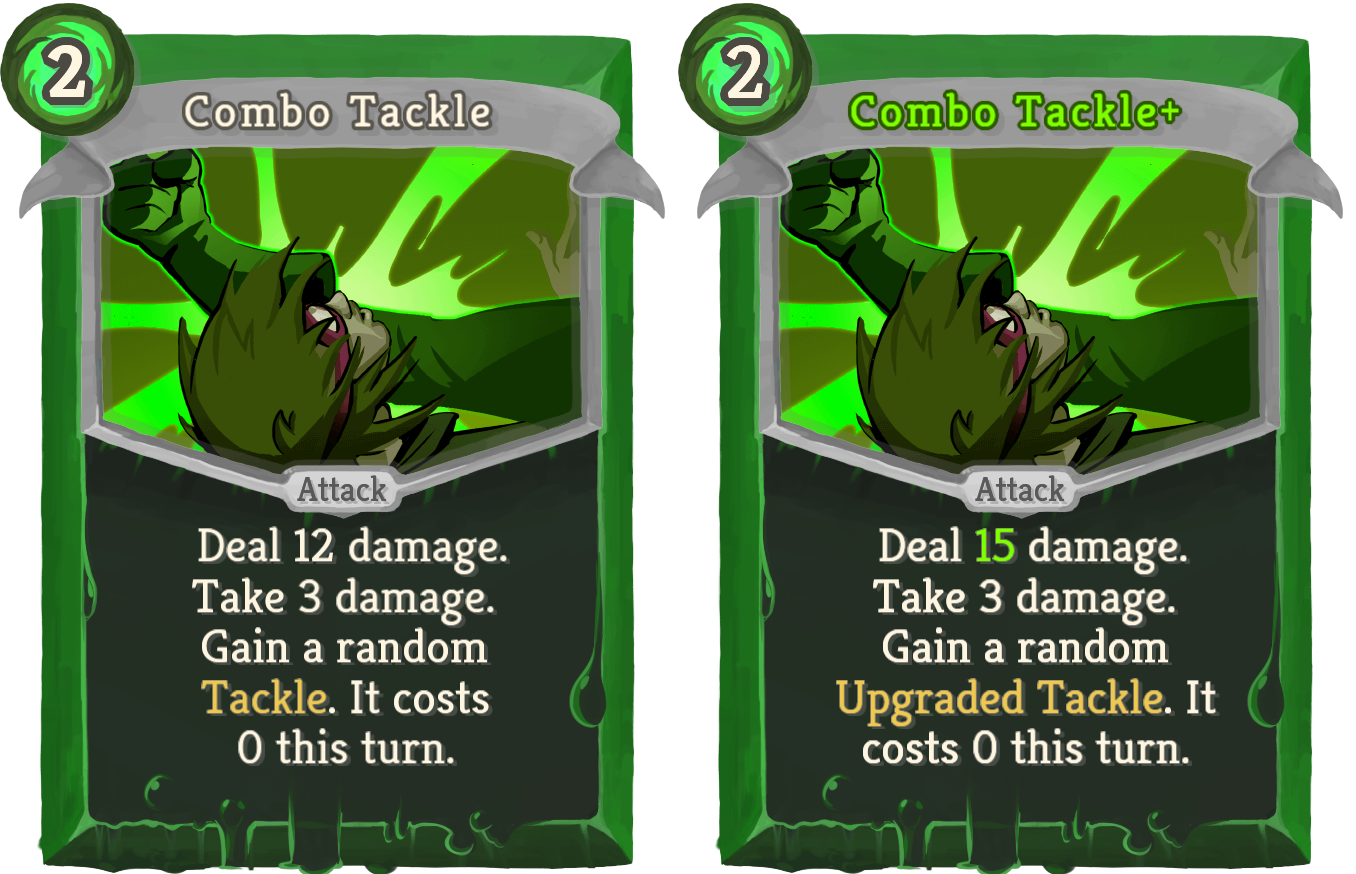 2
Combo Tackle
Attack
Deal 12 damage.
Take 3 damage.
Gain a random
Tackle. It costs
0 this turn.
2
Combo Tackle+
Attack
Deal 15 damage.
Take 3 damage.
Gain a random
Upgraded Tackle. It
costs 0 this turn.